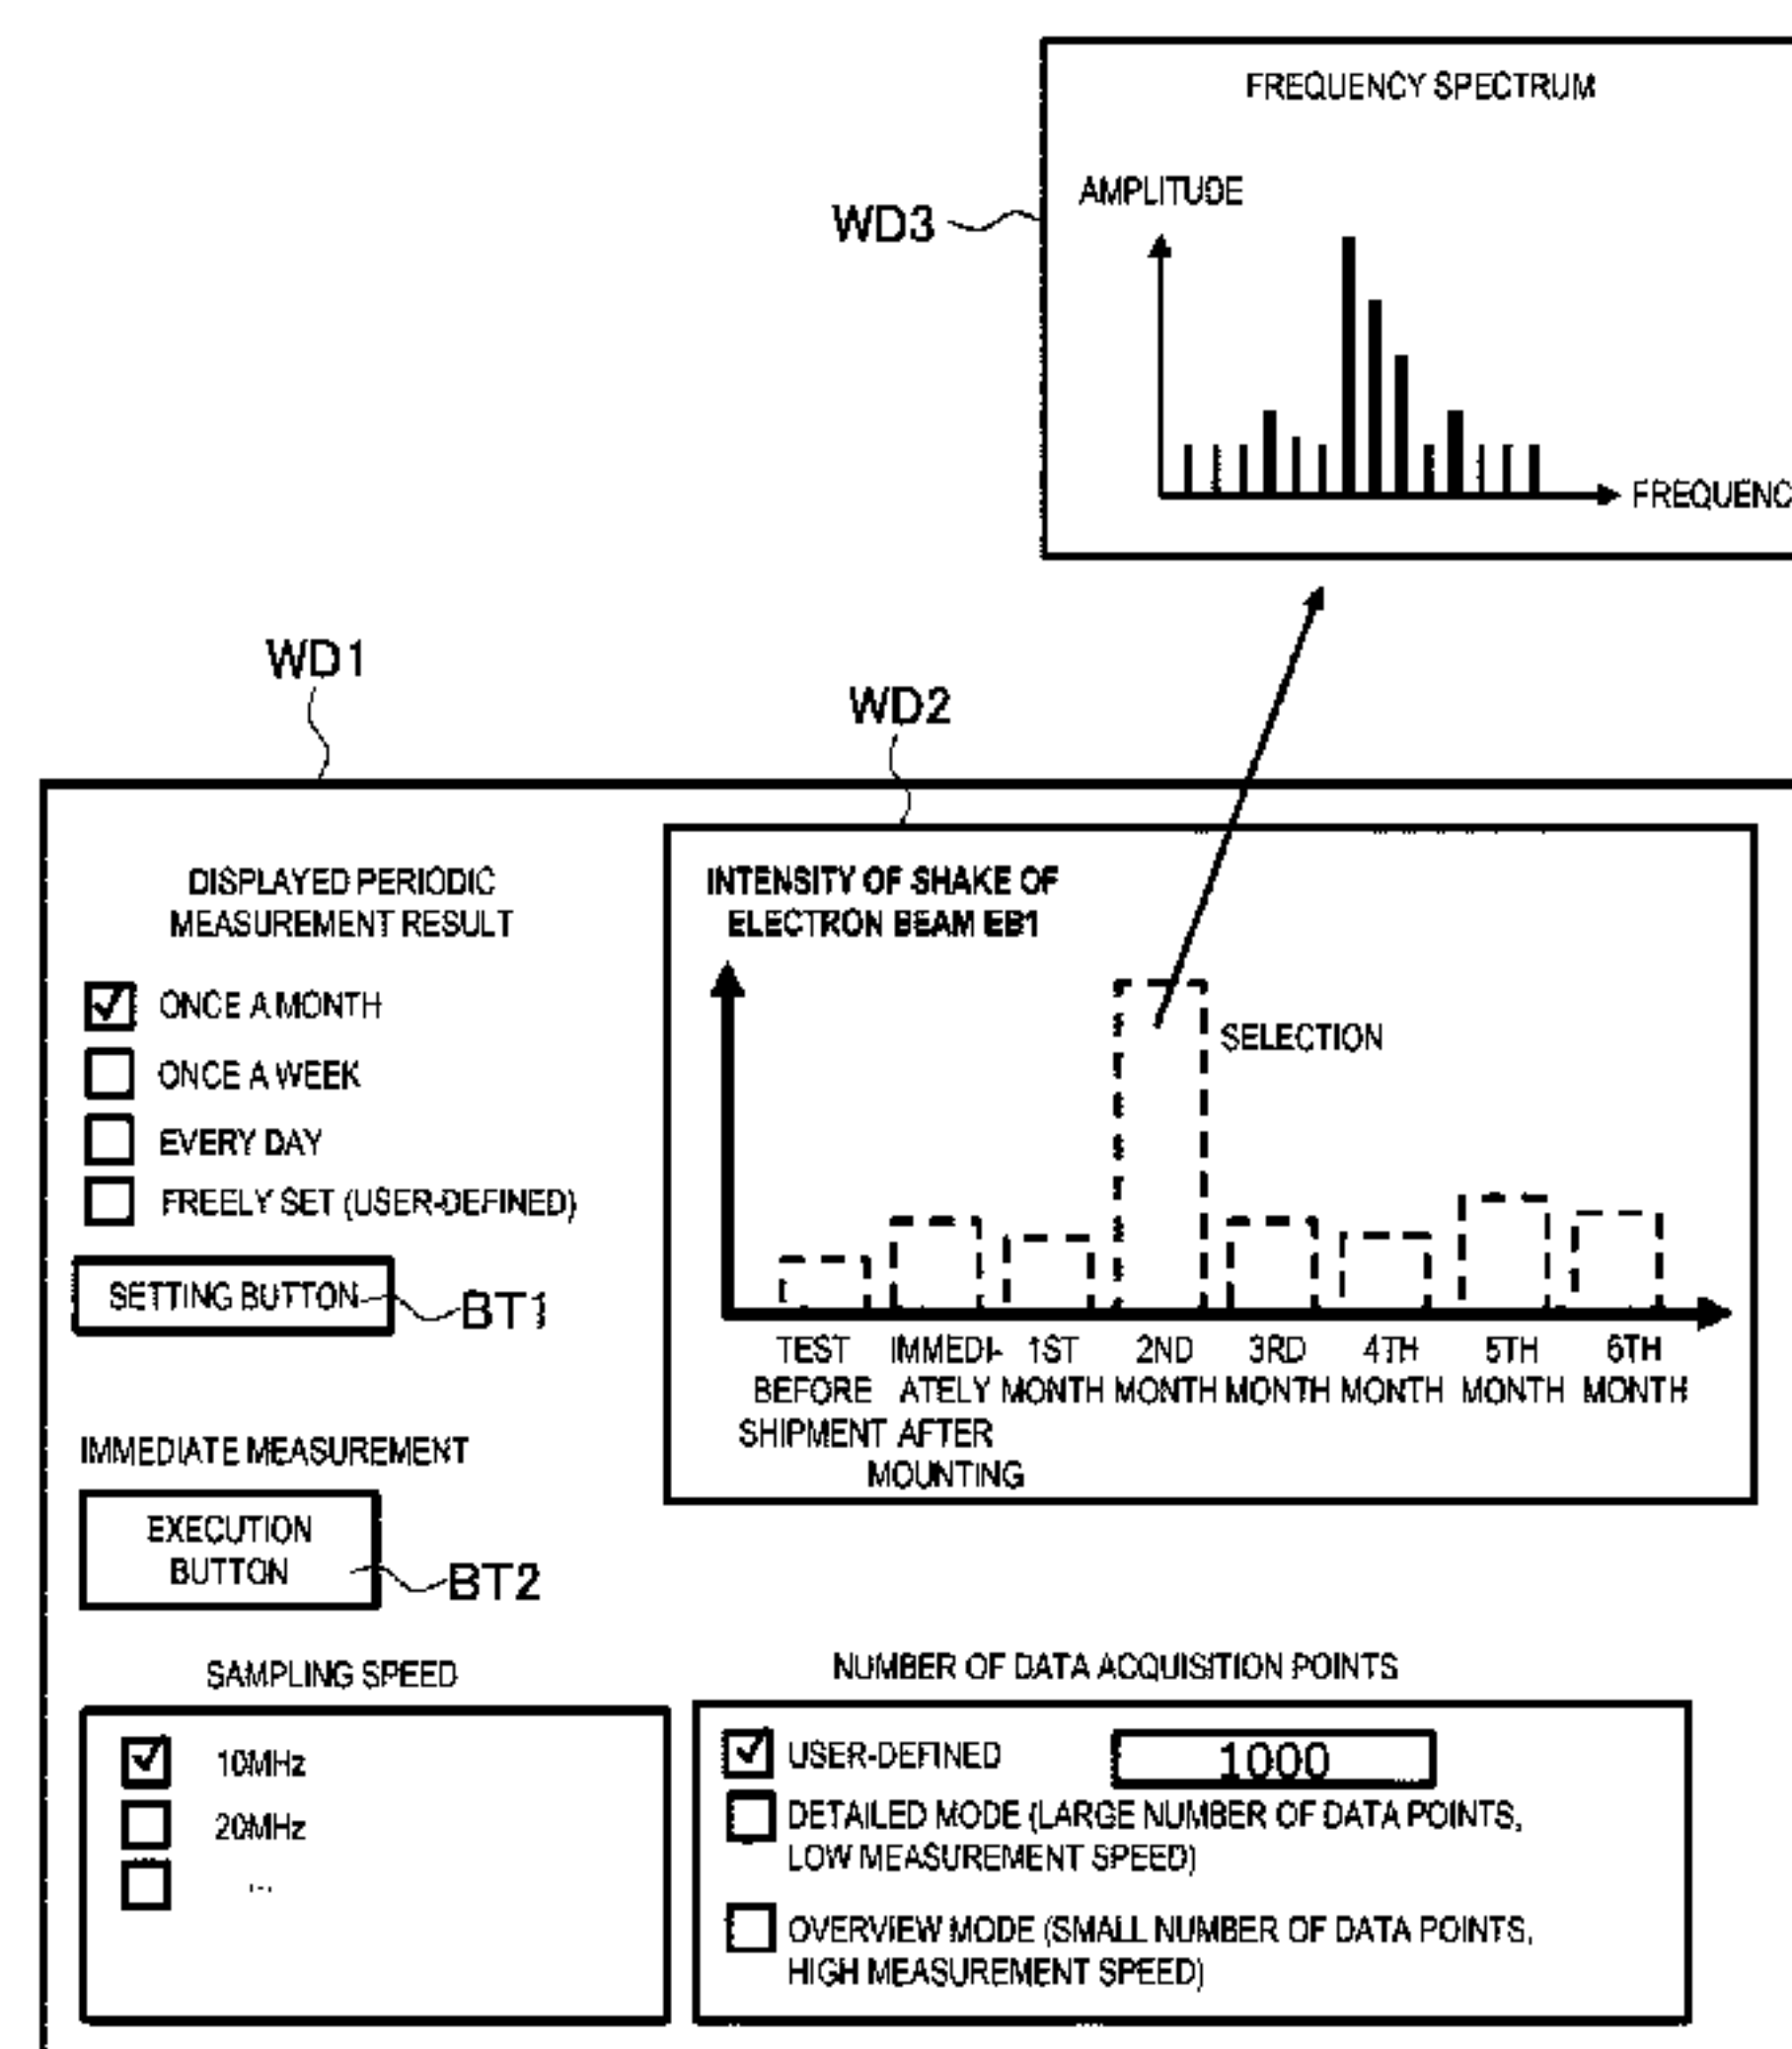 FREQUENCY SPECTRUM
AMPLITUDE
WD3
FREQUENC
WD1
WD2
DISPLAYED PERIODIC
MEASUREMENT RESULT
ONCE A MONTH
ONCE A WEEK
EVERY DAY
FREELY SET (USER-DEFINED)
SETTING BUTTON
BT1
INTENSITY OF SHAKE OF
ELECTRON BEAM EB1
SELECTION
TEST IMMEDI- 1ST 2ND 3RD 4TH 5TH 6TH
BEFORE ATELY MONTH MONTH MONTH MONTH MONTH MONTH
SHIPMENT AFTER
MOUNTING
IMMEDIATE MEASUREMENT
EXECUTION
BUTTON
BT2
SAMPLING SPEED
10MHz
20MHz
...
NUMBER OF DATA ACQUISITION POINTS
USER-DEFINED 1000
DETAILED MODE (LARGE NUMBER OF DATA POINTS,
LOW MEASUREMENT SPEED)
OVERVIEW MODE (SMALL NUMBER OF DATA POINTS,
HIGH MEASUREMENT SPEED)